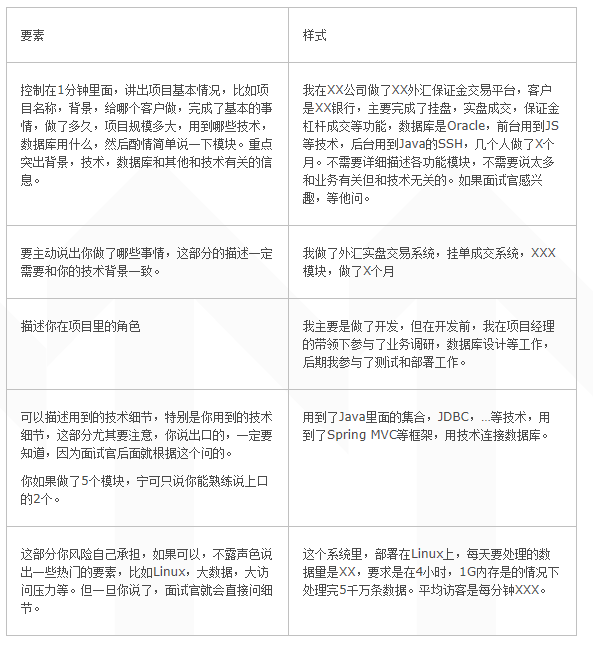 要素
样式
控制在1分钟里面，讲出项目基本情况，比如项
目名称，背景，给哪个客户做，完成了基本的事
情，做了多久，项目规模多大，用到哪些技术，
数据库用什么，然后酌情简单说一下模块。重点
突出背景，技术，数据库和其他和技术有关的信
息。
我在XX公司做了XX外汇保证金交易平台，客户
是XX银行，主要完成了挂盘，实盘成交，保证金
杠杆成交等功能，数据库是Oracle，前台用到JS
等技术，后台用到Java的SSH，几个人做了X个
月。不需要详细描述各功能模块，不需要说太多
和业务有关但和技术无关的。如果面试官感兴
趣，等他问。
要主动说出你做了哪些事情，这部分的描述一定
需要和你的技术背景一致。
我做了外汇实盘交易系统，挂单成交系统，XXX
模块，做了X个月
描述你在项目里的角色
我主要是做了开发，但在开发前，我在项目经理
的带领下参与了业务调研，数据库设计等工作，
后期我参与了测试和部署工作。
可以描述用到的技术细节，特别是你用到的技术
细节，这部分尤其要注意，你说出口的，一定要
知道，因为面试官后面就根据这个问的。
你如果做了5个模块，宁可只说你能熟练说上口
的2个。
用到了Java里面的集合，JDBC，...等技术，用
到了Spring MVC等框架，用技术连接数据库。
这部分你风险自己承担，如果可以，不露声色说
出一些热门的要素，比如Linux，大数据，大访
问压力等。但一旦你说了，面试官就会直接问细
节。
这个系统里，部署在Linux上，每天要处理的数
据量是XX，要求是在4小时，1G内存是的情况下
处理完5千万条数据。平均访客是每分钟XXX。